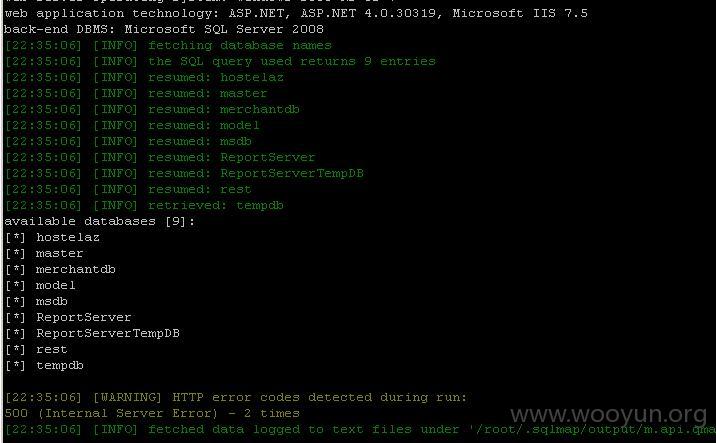 web application technology: ASP.NET, ASP.NET 4.0.30319, Microsoft IIS 7.5
back-end DBMS: Microsoft SQL Server 2008
[22:35:06] [INFO] fetching database names
[22:35:06] [INFO] the SQL query used returns 9 entries
[22:35:06] [INFO] resumed: hostelaz
[22:35:06] [INFO] resumed: master
[22:35:06] [INFO] resumed: merchantdb
[22:35:06] [INFO] resumed: model
[22:35:06] [INFO] resumed: msdb
[22:35:06] [INFO] resumed: ReportServer
[22:35:06] [INFO] resumed: ReportServerTempDB
[22:35:06] [INFO] resumed: rest
[22:35:06] [INFO] retrieved: tempdb
available databases [9]:
[*] hostelaz
[*] master
[*] merchantdb
[*] model
[*] msdb
[*] ReportServer
[*] ReportServerTempDB
[*] rest
[*] tempdb
[22:35:06] [WARNING] HTTP error codes detected during run:
500 (Internal Server Error) - 2 times
www.wooyun.org
[22:35:06] [INFO] fetched data logged to text files under '/root/.sqlmap/output/m.api.qma